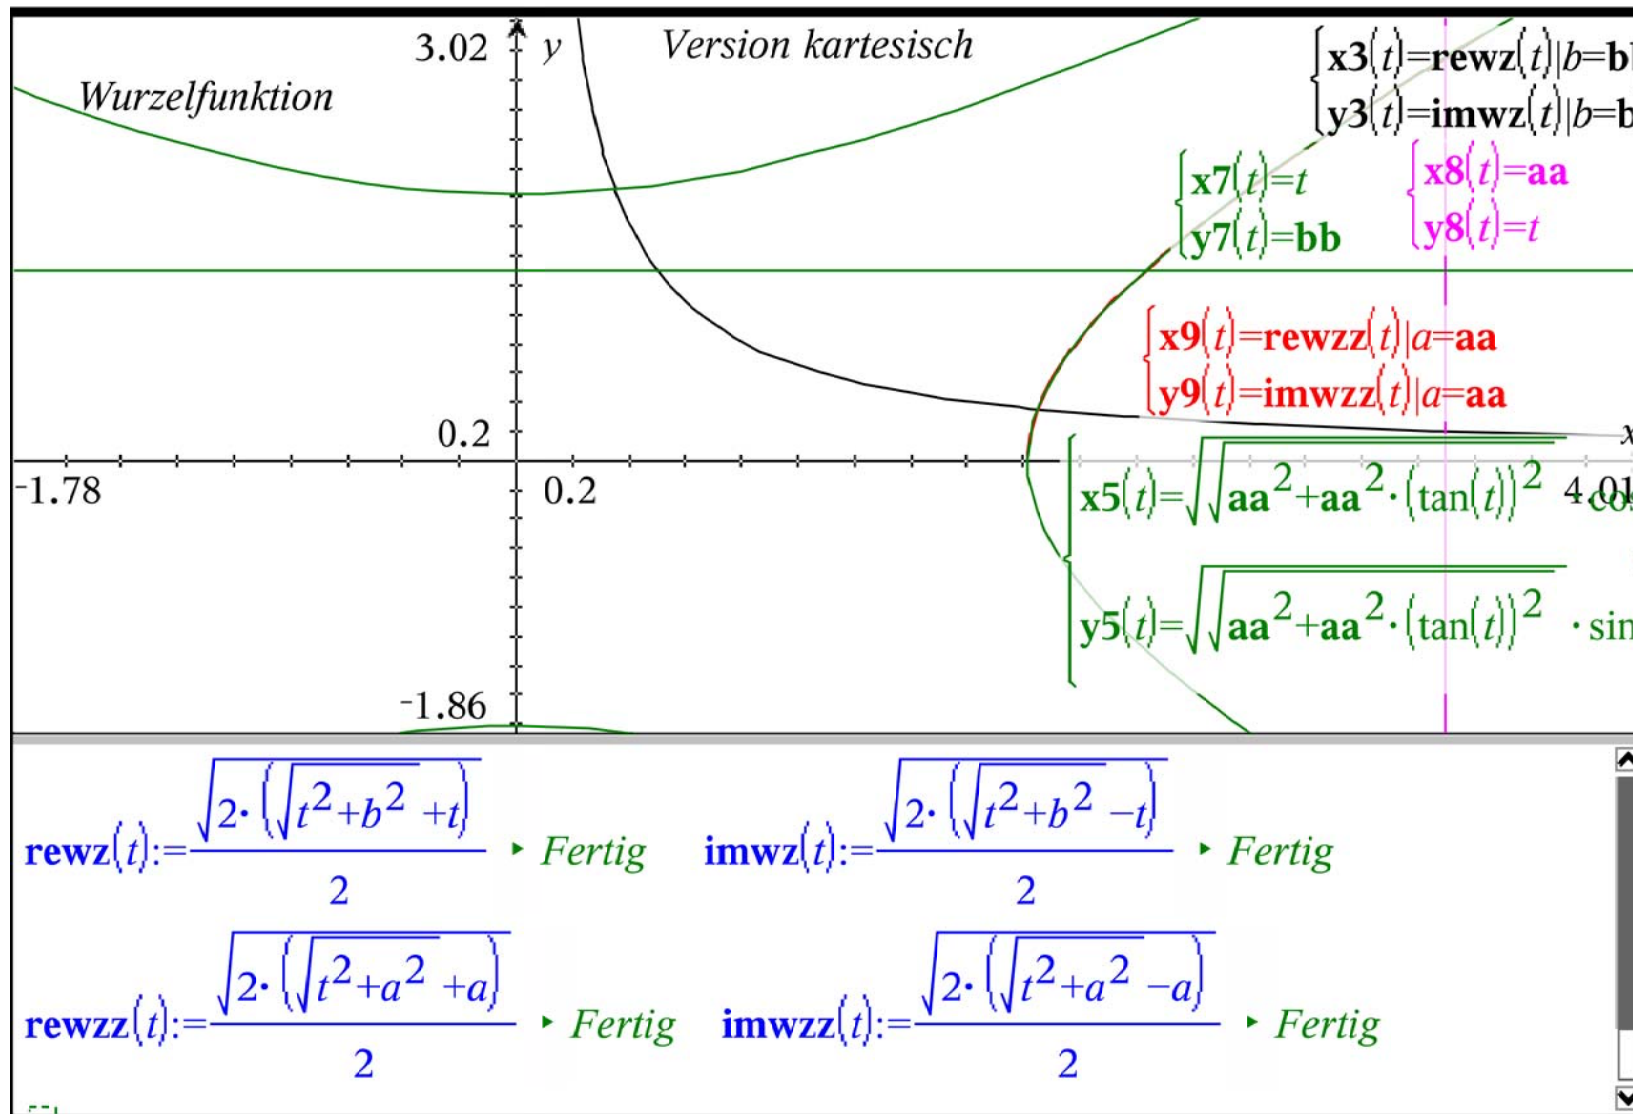 3.02
y
Version kartesisch
Wurzelfunktion
x3(t)=rewz(t)|b=b
y3(t)=imwz(t)|b=b
x7(t)=t
y7(t)=bb
x8(t)=aa
y8(t)=t
x9(t)=rewzz(t)|a=aa
y9(t)=imwzz(t)|a=aa
0.2
x
-1.78
0.2
4.01
x5(t)=√(√(aa²+aa²·(tan(t))²))·cos
y5(t)=√(√(aa²+aa²·(tan(t))²))·sin
-1.86
rewz(t):=√(2·(√(t²+b²)+t))/2 ▸ Fertig imwz(t):=√(2·(√(t²+b²)-t))/2 ▸ Fertig
rewzz(t):=√(2·(√(t²+a²)+a))/2 ▸ Fertig imwzz(t):=√(2·(√(t²+a²)-a))/2 ▸ Fertig